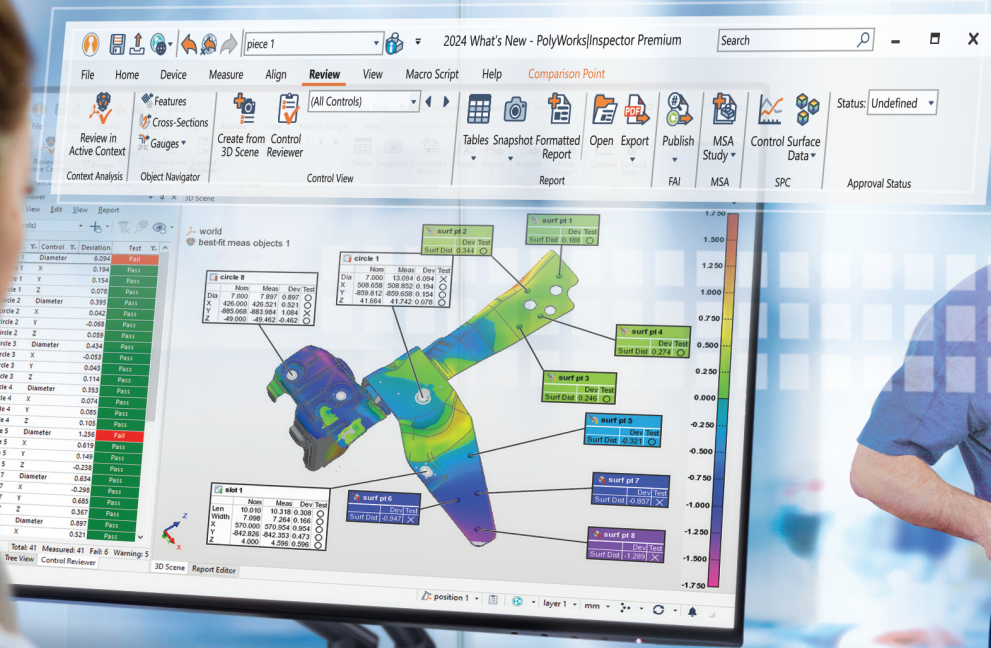 piece 1
2024 What's New - PolyWorks|Inspector Premium
Search
File Home Device Measure Align Review View Macro Script Help Comparison Point
Review in Active Context
Context Analysis
Features
Cross-Sections
Gauges
Object Navigator
Create from 3D Scene
Control Reviewer
(All Controls)
Control View
Tables
Snapshot
Formatted Report
Open
Export
Report
Publish
FAI
MSA Study
MSA
Control
Surface Data
SPC
Status: Undefined
Approval Status
View Edit View Report
Control Deviation Test
Diameter 6.094 Fail
X 0.194 Pass
Y 0.154 Pass
Z 0.078 Pass
Diameter 0.395 Pass
X 0.042 Pass
Y -0.068 Pass
Z 0.059 Pass
Diameter 0.434 Pass
X -0.053 Pass
Y 0.043 Pass
Z 0.114 Pass
Diameter 0.353 Pass
X 0.074 Pass
Y 0.085 Pass
Z 0.105 Pass
Diameter 1.256 Fail
X 0.619 Pass
Y 0.149 Pass
Z -0.238 Pass
Diameter 0.634 Pass
X -0.298 Pass
Y 0.685 Pass
Z 0.367 Pass
Diameter 0.897 Pass
X 0.521 Pass
Total: 41 Measured: 41 Fail: 6 Warning: 5
Tree View Control Reviewer
3D Scene
world
best-fit meas objects 1
surf pt 2
Dev Test
Surf Dist 0.344
surf pt 1
Dev Test
Surf Dist 0.188
circle 8
Nom Meas Dev Test
Dia 7.000 7.897 0.897
X 426.000 426.521 0.521
Y -885.068 -883.984 1.084
Z -49.000 -49.462 -0.462
circle 1
Nom Meas Dev Test
Dia 7.000 13.094 6.094
X 508.658 508.852 0.194
Y -859.812 -859.658 0.154
Z 41.664 41.742 0.078
surf pt 4
Dev Test
Surf Dist 0.274
surf pt 3
Dev Test
Surf Dist 0.246
surf pt 5
Dev Test
Surf Dist -0.321
surf pt 7
Dev Test
Surf Dist -0.857
surf pt 6
Dev Test
Surf Dist -0.947
surf pt 8
Dev Test
Surf Dist -1.289
slot 1
Nom Meas Dev Test
Len 10.010 10.318 0.308
Width 7.098 7.264 0.166
X 570.000 570.954 0.954
Y -842.826 -842.353 0.473
Z 4.000 4.596 0.596
1.750
1.500
1.250
1.000
0.750
0.500
0.250
0.000
-0.250
-0.500
-0.750
-1.000
-1.250
-1.500
-1.750
Z
X
3D Scene Report Editor
position 1
layer 1
mm